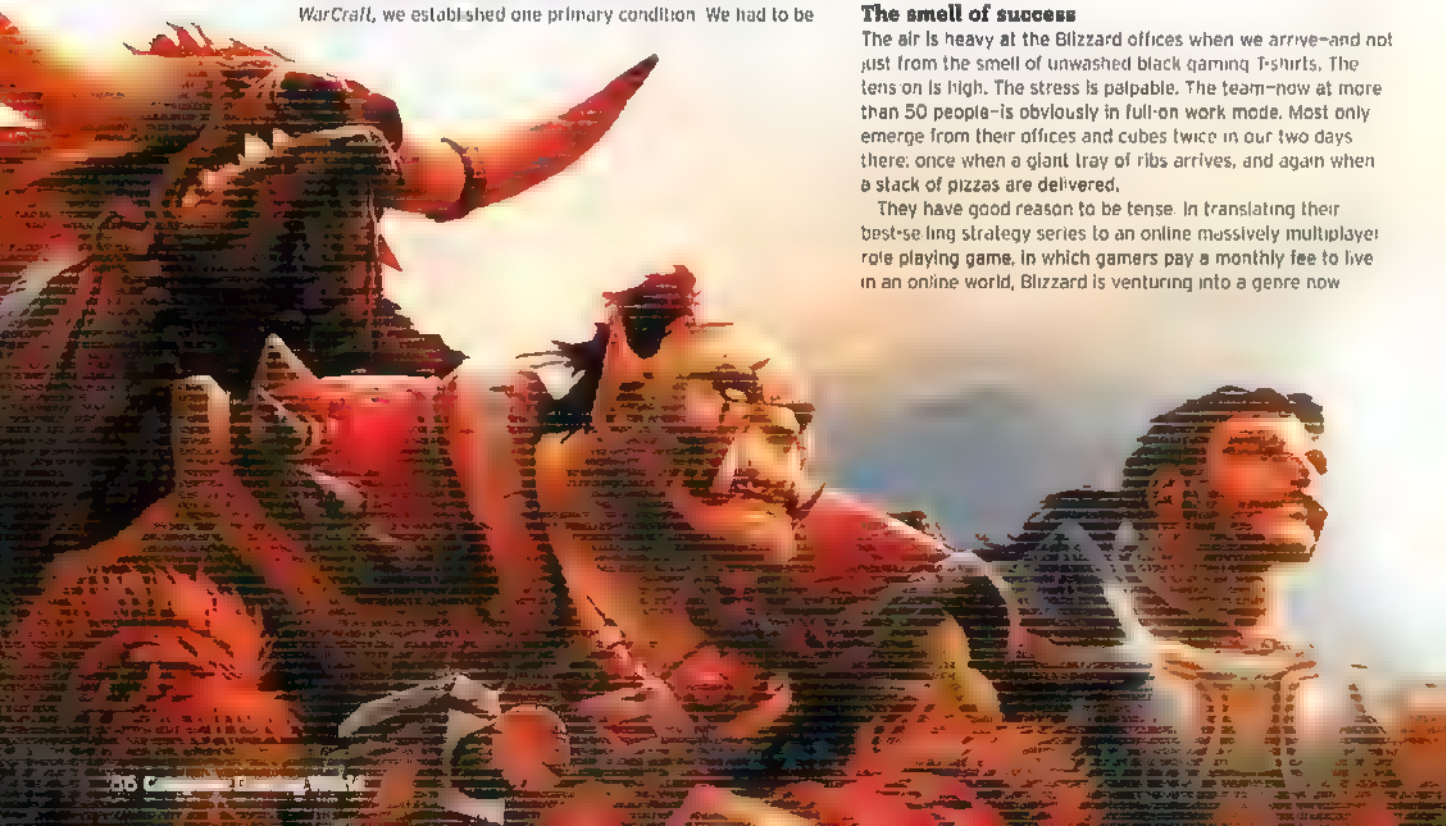 WarCraft, we established one primary condition. We had to be
The smell of success
The air is heavy at the Blizzard offices when we arrive—and not
just from the smell of unwashed black gaming T-shirts. The
tension is high. The stress is palpable. The team—now at more
than 50 people—is obviously in full-on work mode. Most only
emerge from their offices and cubes twice in our two days
there: once when a giant tray of ribs arrives, and again when
a stack of pizzas are delivered.
They have good reason to be tense. In translating their
best-selling strategy series to an online massively multiplayer
role playing game, in which gamers pay a monthly fee to live
in an online world, Blizzard is venturing into a genre now
Computer Gaming World